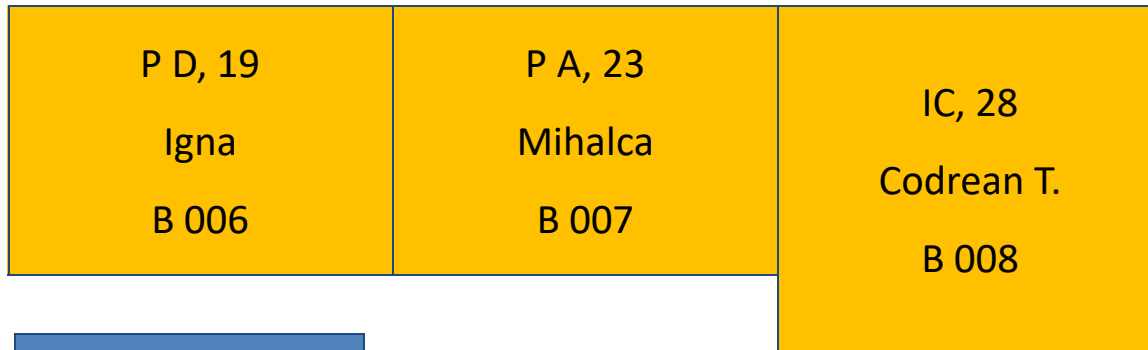 P D, 19
Igna
B 006
P A, 23
Mihalca
B 007
IC, 28
Codrean T.
B 008